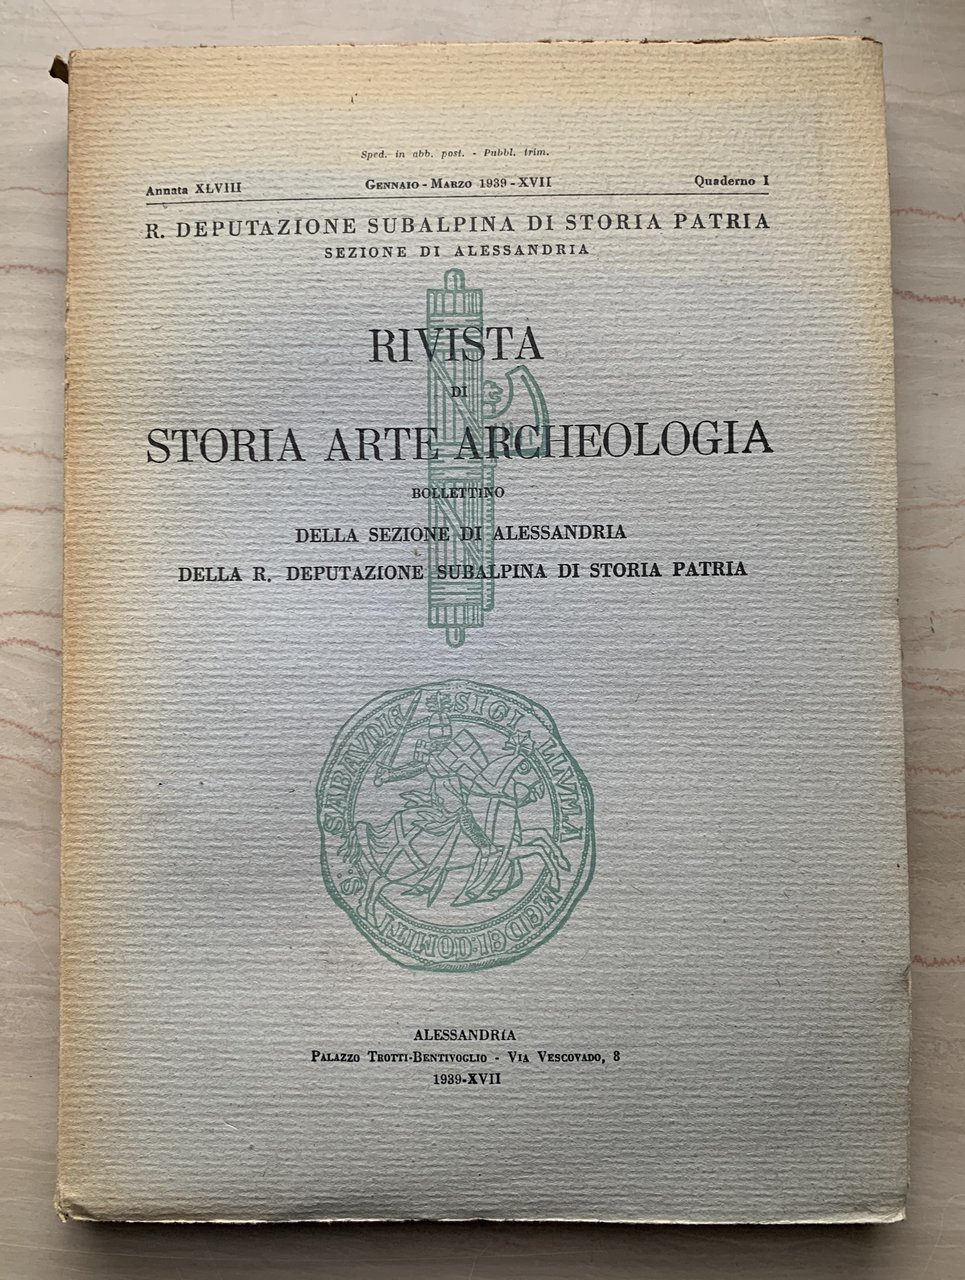 Sped. in abb. post. - Pubbl. trim.
Annata XLVIII
GENNAIO - MARZO 1939 - XVII
Quaderno I
R. DEPUTAZIONE SUBALPINA DI STORIA PATRIA
SEZIONE DI ALESSANDRIA
RIVISTA
DI
STORIA ARTE ARCHEOLOGIA
BOLLETTINO
DELLA SEZIONE DI ALESSANDRIA
DELLA R. DEPUTAZIONE SUBALPINA DI STORIA PATRIA
SIGILLUM
SABAUDIE
ALESSANDRIA
PALAZZO TROTTI-BENTIVOGLIO - VIA VESCOVADO, 8
1939-XVII